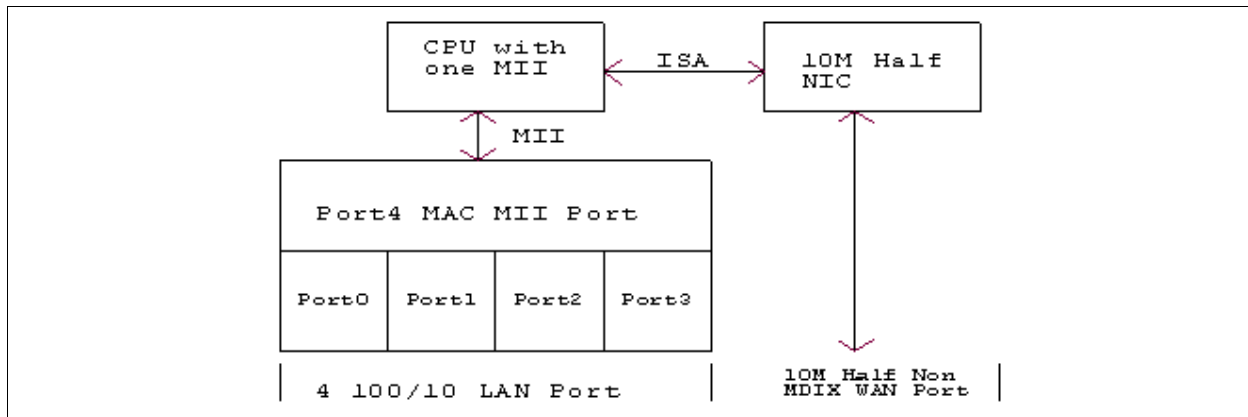 CPU with
one MII
ISA
10M Half
NIC
MII
Port4 MAC MII Port
Port0
Port1
Port2
Port3
4 100/10 LAN Port
10M Half Non
MDIX WAN Port